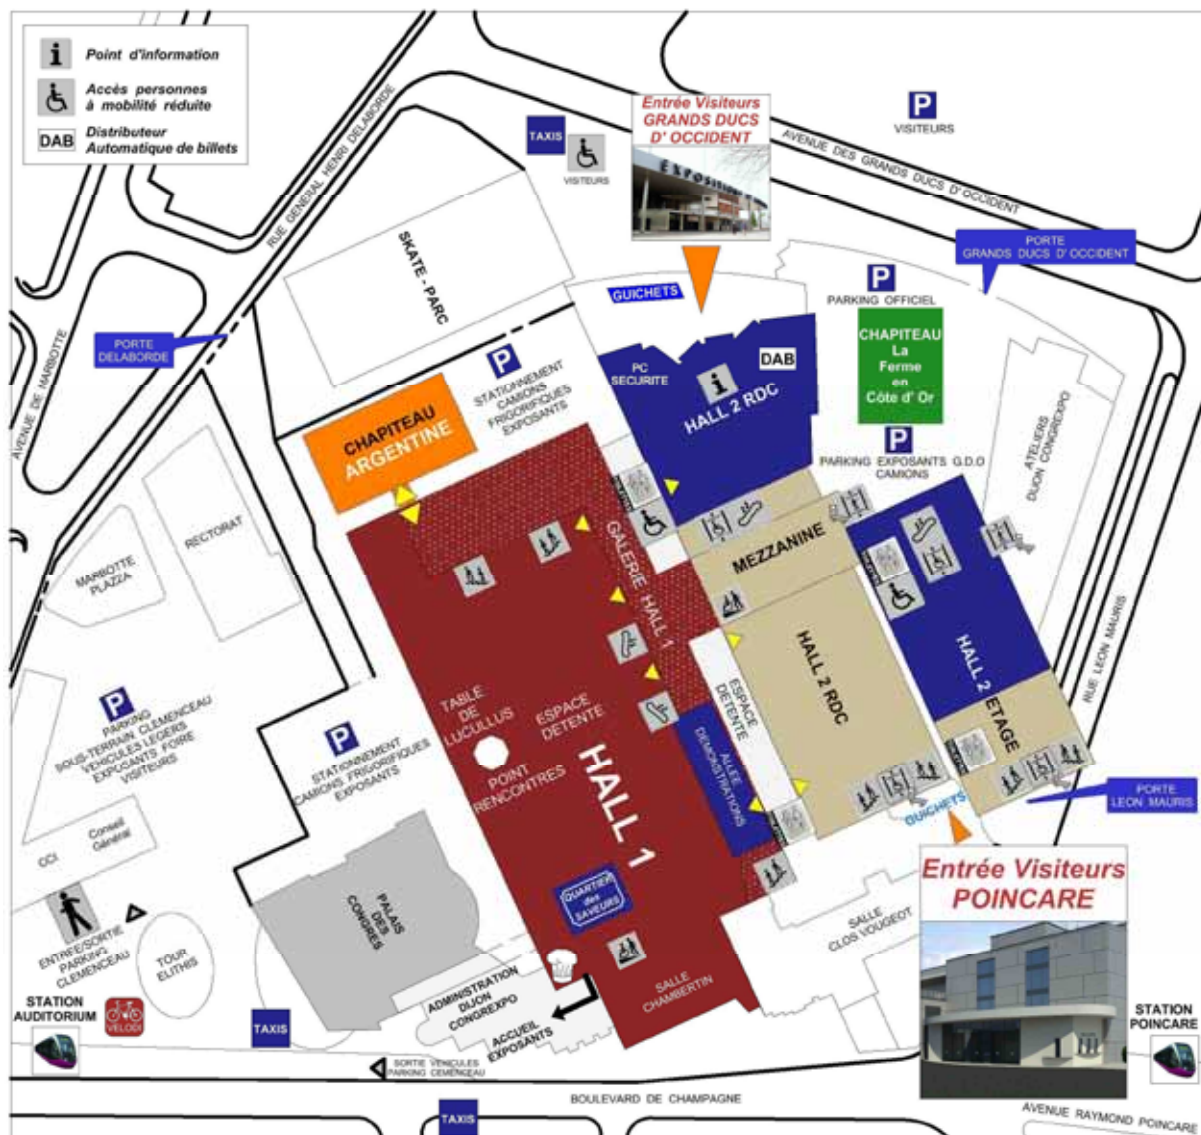 Point d'information
Accès personnes
à mobilité réduite
DAB
Distributeur
Automatique de billets
RUE GENERAL HENRI DELABORDE
TAXIS
VISITEURS
Entrée Visiteurs
GRANDS DUCS
D' OCCIDENT
EXPOSITION
P
VISITEURS
AVENUE DES GRANDS DUCS D' OCCIDENT
PORTE
GRANDS DUCS D' OCCIDENT
SKATE - PARC
GUICHETS
P
PARKING OFFICIEL
CHAPITEAU
La
Ferme
en
Côte d' Or
PORTE
DELABORDE
AVENUE DE MARBOTTE
P
STATIONNEMENT
CAMIONS
FRIGORIFIQUES
EXPOSANTS
PC
SECURITE
DAB
HALL 2 RDC
CHAPITEAU
ARGENTINE
P
PARKING EXPOSANTS G.D.O
CAMIONS
ATELIERS
DIJON CONGREXPO
RECTORAT
MARBOTTE
PLAZA
GALERIE HALL 1
MEZZANINE
HALL 2 RDC
HALL 2 ETAGE
RUE LEON MAURIS
ESPACE
DETENTE
ALLEE
DEMONSTRATIONS
TABLE
DE
LUCULLUS
ESPACE
DETENTE
POINT
RENCONTRES
HALL 1
P
PARKING
SOUS-TERRAIN CLEMENCEAU
VEHICULES LEGERS
EXPOSANTS FOIRE
VISITEURS
P
STATIONNEMENT
CAMIONS FRIGORIFIQUES
EXPOSANTS
GUICHETS
PORTE
LEON MAURIS
CCI
Conseil
Général
PALAIS
DES
CONGRES
QUARTIER
des
SAVEURS
SALLE
CLOS VOUGEOT
Entrée Visiteurs
POINCARE
ENTREE/SORTIE
PARKING
CLEMENCEAU
TOUR
ELITHIS
SALLE
CHAMBERTIN
ADMINISTRATION
DIJON
CONGREXPO
ACCUEIL
EXPOSANTS
STATION
AUDITORIUM
VELODI
TAXIS
STATION
POINCARE
SORTIE VEHICULES
PARKING CEMENCEAU
BOULEVARD DE CHAMPAGNE
TAXIS
AVENUE RAYMOND POINCARE